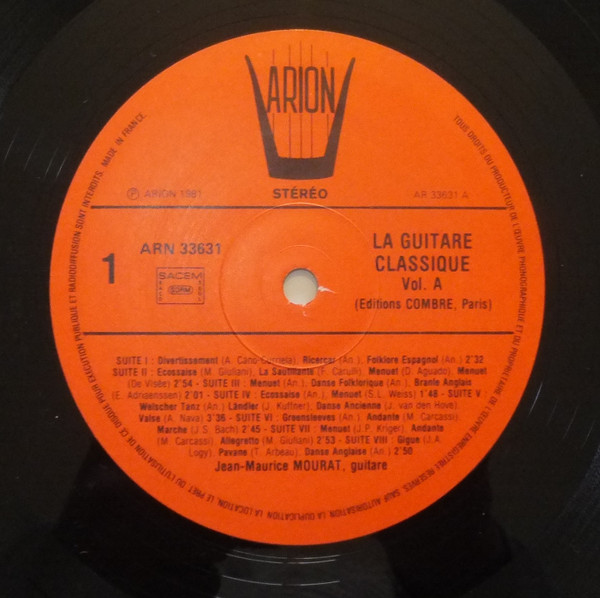 ARION
STÉRÉO
℗ ARION 1981
AR 33631 A
1
ARN 33631
SACEM
SDRM
LA GUITARE
CLASSIQUE
Vol. A
(Editions COMBRE, Paris)
SUITE I : Divertissement (A. Cano Curriela). Ricercar (An.). Folklore Espagnol (An.) 2'32
SUITE II : Ecossaise (M. Giuliani), La Sautillante (F. Carulli). Menuet (D. Aguado). Menuet
(De Visée) 2'54 - SUITE III : Menuet (An.), Danse Folklorique (An.) - Branle Anglais
(E. Adriaenssen) 2'01 - SUITE IV : Ecossaise (An.), Menuet (S.L. Weiss) 1'48 - SUITE V :
Welscher Tanz (An.) Ländler (J. Kuffner). Danse Ancienne (J. van den Hove).
Valse (A. Nava) 3'36 - SUITE VI : Greensleeves (An.) Andante (M. Carcassi)
Marche (J.S. Bach) 2'45 - SUITE VII : Menuet (J.P. Kriger). Andante
(M. Carcassi). Allegretto (M. Giuliani) 2'53 - SUITE VIII : Gigue (J.A.
Logy). Pavane (T. Arbeau). Danse Anglaise (An.) 2'50
Jean-Maurice MOURAT, guitare
TOUS DROITS DU PRODUCTEUR DE L'ŒUVRE PHONOGRAPHIQUE ET DU PROPRIÉTAIRE DE L'ŒUVRE ENREGISTRÉE RÉSERVÉS. SAUF AUTORISATION LA DUPLICATION, LA LOCATION, LE PRÊT OU L'UTILISATION DE CE DISQUE POUR EXÉCUTION PUBLIQUE ET RADIODIFFUSION SONT INTERDITS. MADE IN FRANCE.